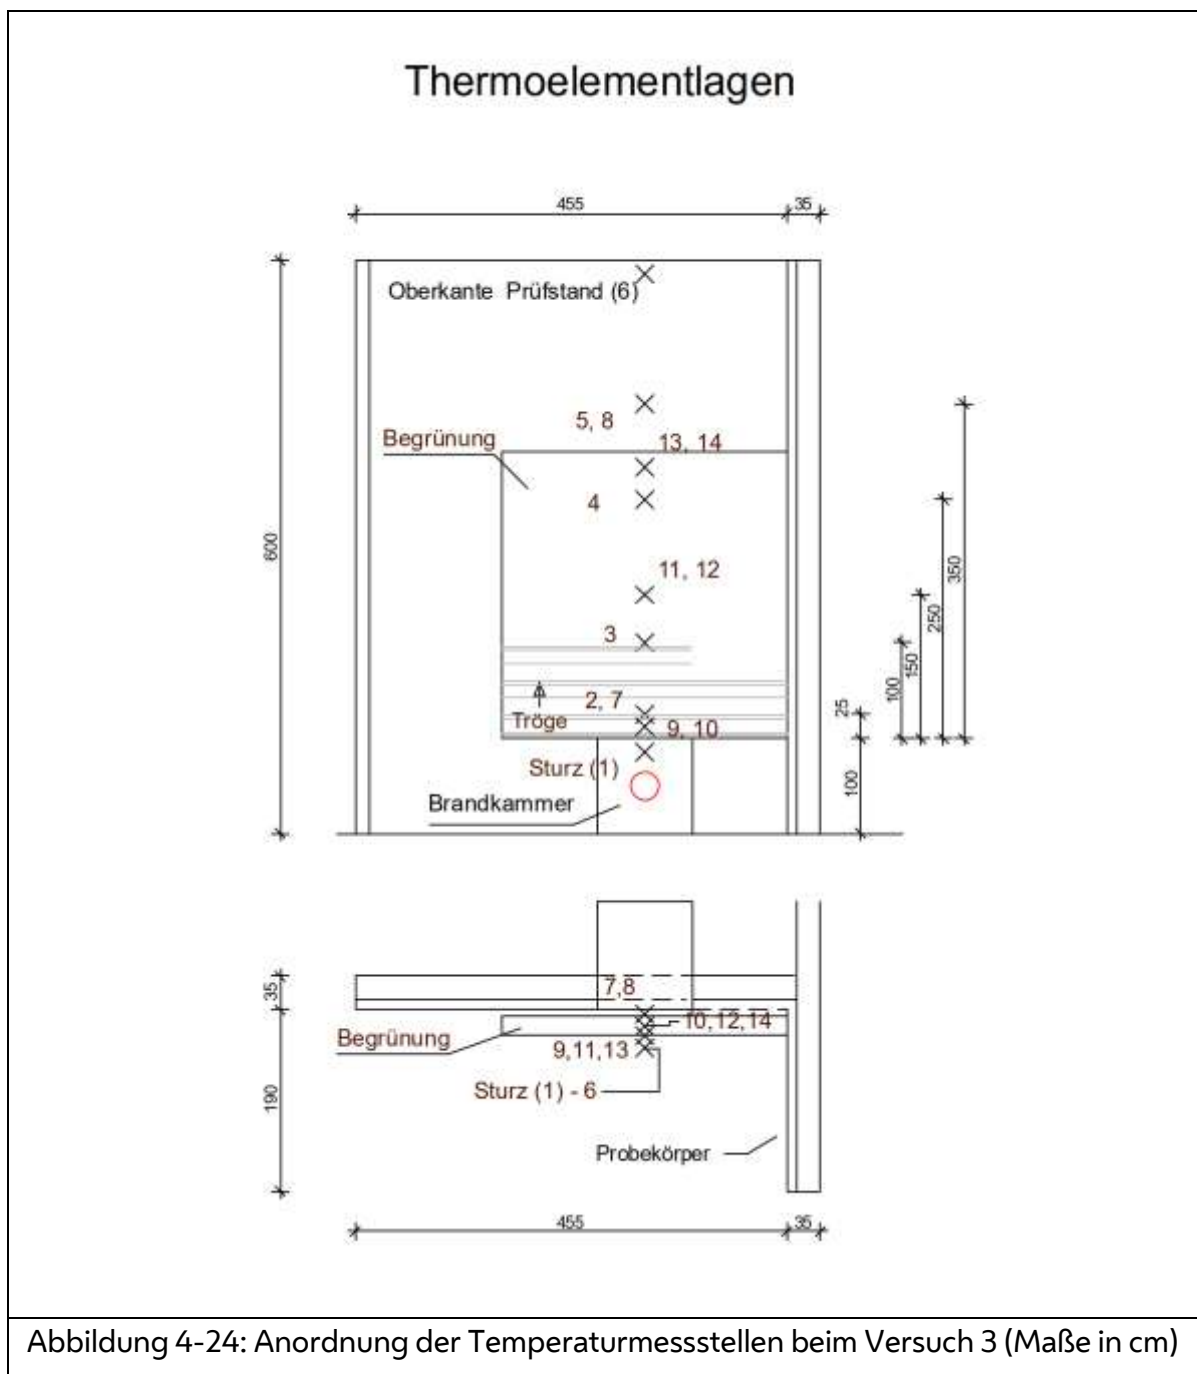 Thermoelementlagen
455
35
Oberkante Prüfstand (6)
5, 8
13, 14
Begrünung
4
600
11, 12
350
250
3
150
100
2, 7
25
Tröge
9, 10
Sturz (1)
100
Brandkammer
7,8
35
10,12,14
Begrünung
9,11,13
Sturz (1) - 6
190
Probekörper
455
35
Abbildung 4-24: Anordnung der Temperaturmessstellen beim Versuch 3 (Maße in cm)